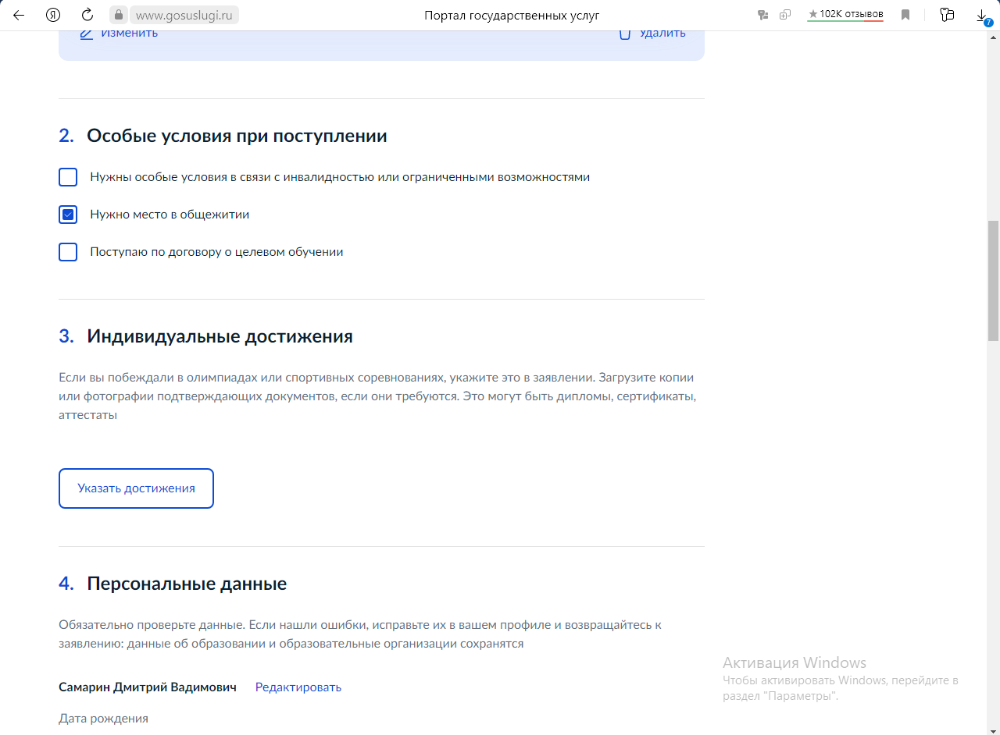 Я
www.gosuslugi.ru
Портал государственных услуг
★ 102K отзывов
7
Изменить
Удалить
2. Особые условия при поступлении
Нужны особые условия в связи с инвалидностью или ограниченными возможностями
Нужно место в общежитии
Поступаю по договору о целевом обучении
3. Индивидуальные достижения
Если вы побеждали в олимпиадах или спортивных соревнованиях, укажите это в заявлении. Загрузите копии
или фотографии подтверждающих документов, если они требуются. Это могут быть дипломы, сертификаты,
аттестаты
Указать достижения
4. Персональные данные
Обязательно проверьте данные. Если нашли ошибки, исправьте их в вашем профиле и возвращайтесь к
заявлению: данные об образовании и образовательные организации сохранятся
Самарин Дмитрий Вадимович Редактировать
Дата рождения
Активация Windows
Чтобы активировать Windows, перейдите в
раздел "Параметры".